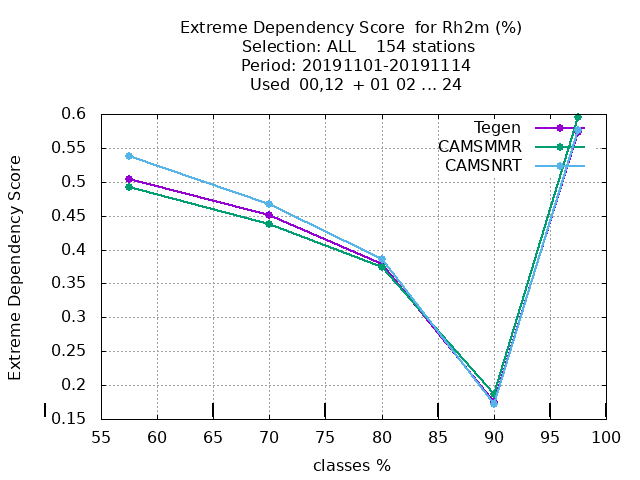 Extreme Dependency Score  for Rh2m (%)
Selection: ALL    154 stations
Period: 20191101-20191114
Used  00,12  + 01 02 ... 24
Tegen
CAMSMMR
CAMSNRT
Extreme Dependency Score
0.6
0.55
0.5
0.45
0.4
0.35
0.3
0.25
0.2
0.15
55 60 65 70 75 80 85 90 95 100
classes %